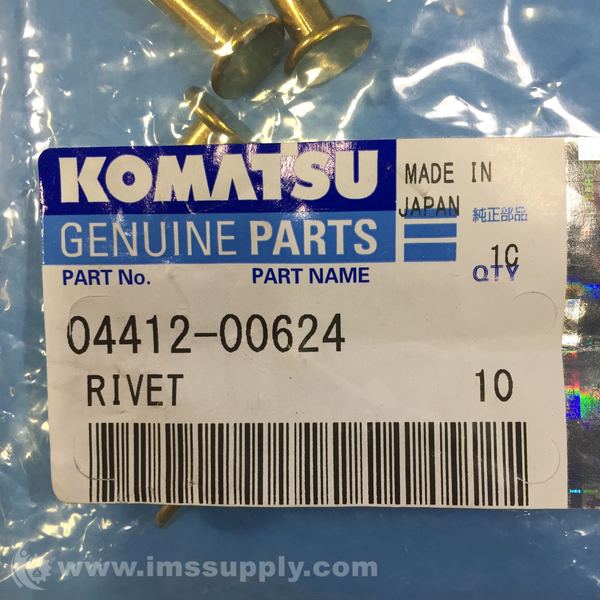 KOMATSU
MADE IN
JAPAN 純正部品
GENUINE PARTS
1C
QTY
PART No. PART NAME
04412-00624
RIVET 10
www.imssupply.com